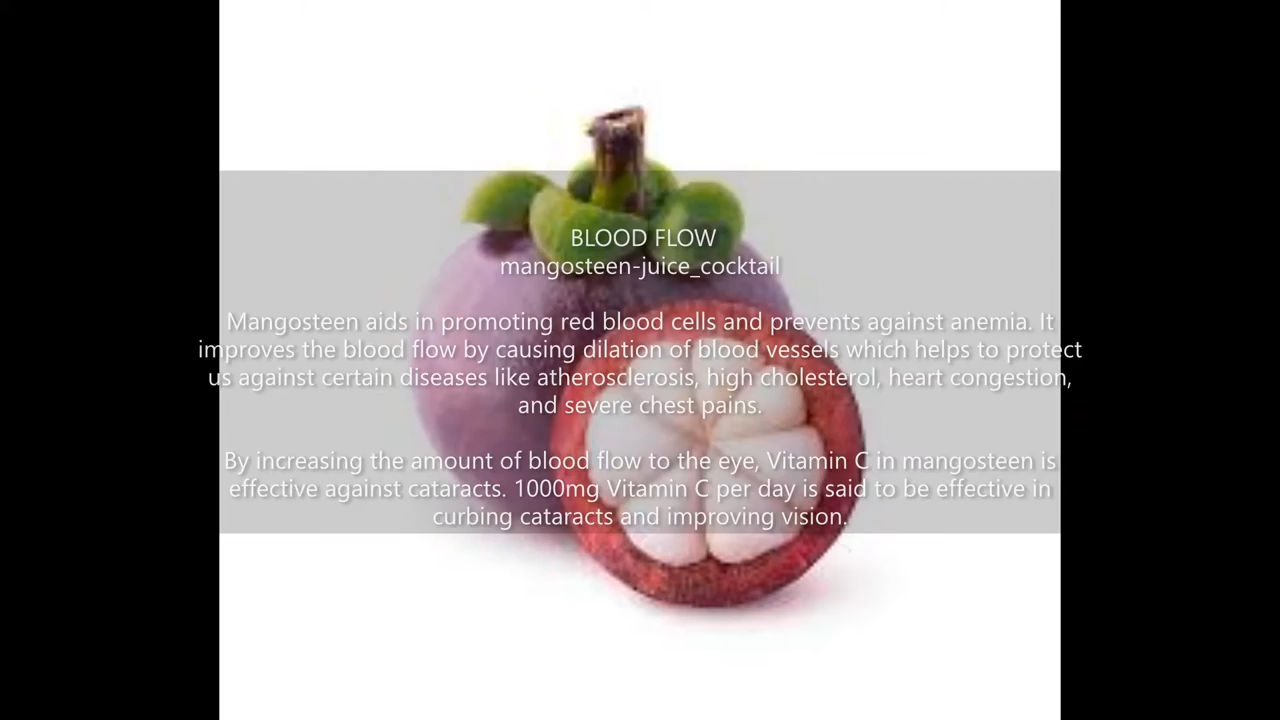 BLOOD FLOW
mangosteen-juice_cocktail
Mangosteen aids in promoting red blood cells and prevents against anemia. It
improves the blood flow by causing dilation of blood vessels which helps to protect
us against certain diseases like atherosclerosis, high cholesterol, heart congestion,
and severe chest pains.
By increasing the amount of blood flow to the eye, Vitamin C in mangosteen is
effective against cataracts. 1000mg Vitamin C per day is said to be effective in
curbing cataracts and improving vision.